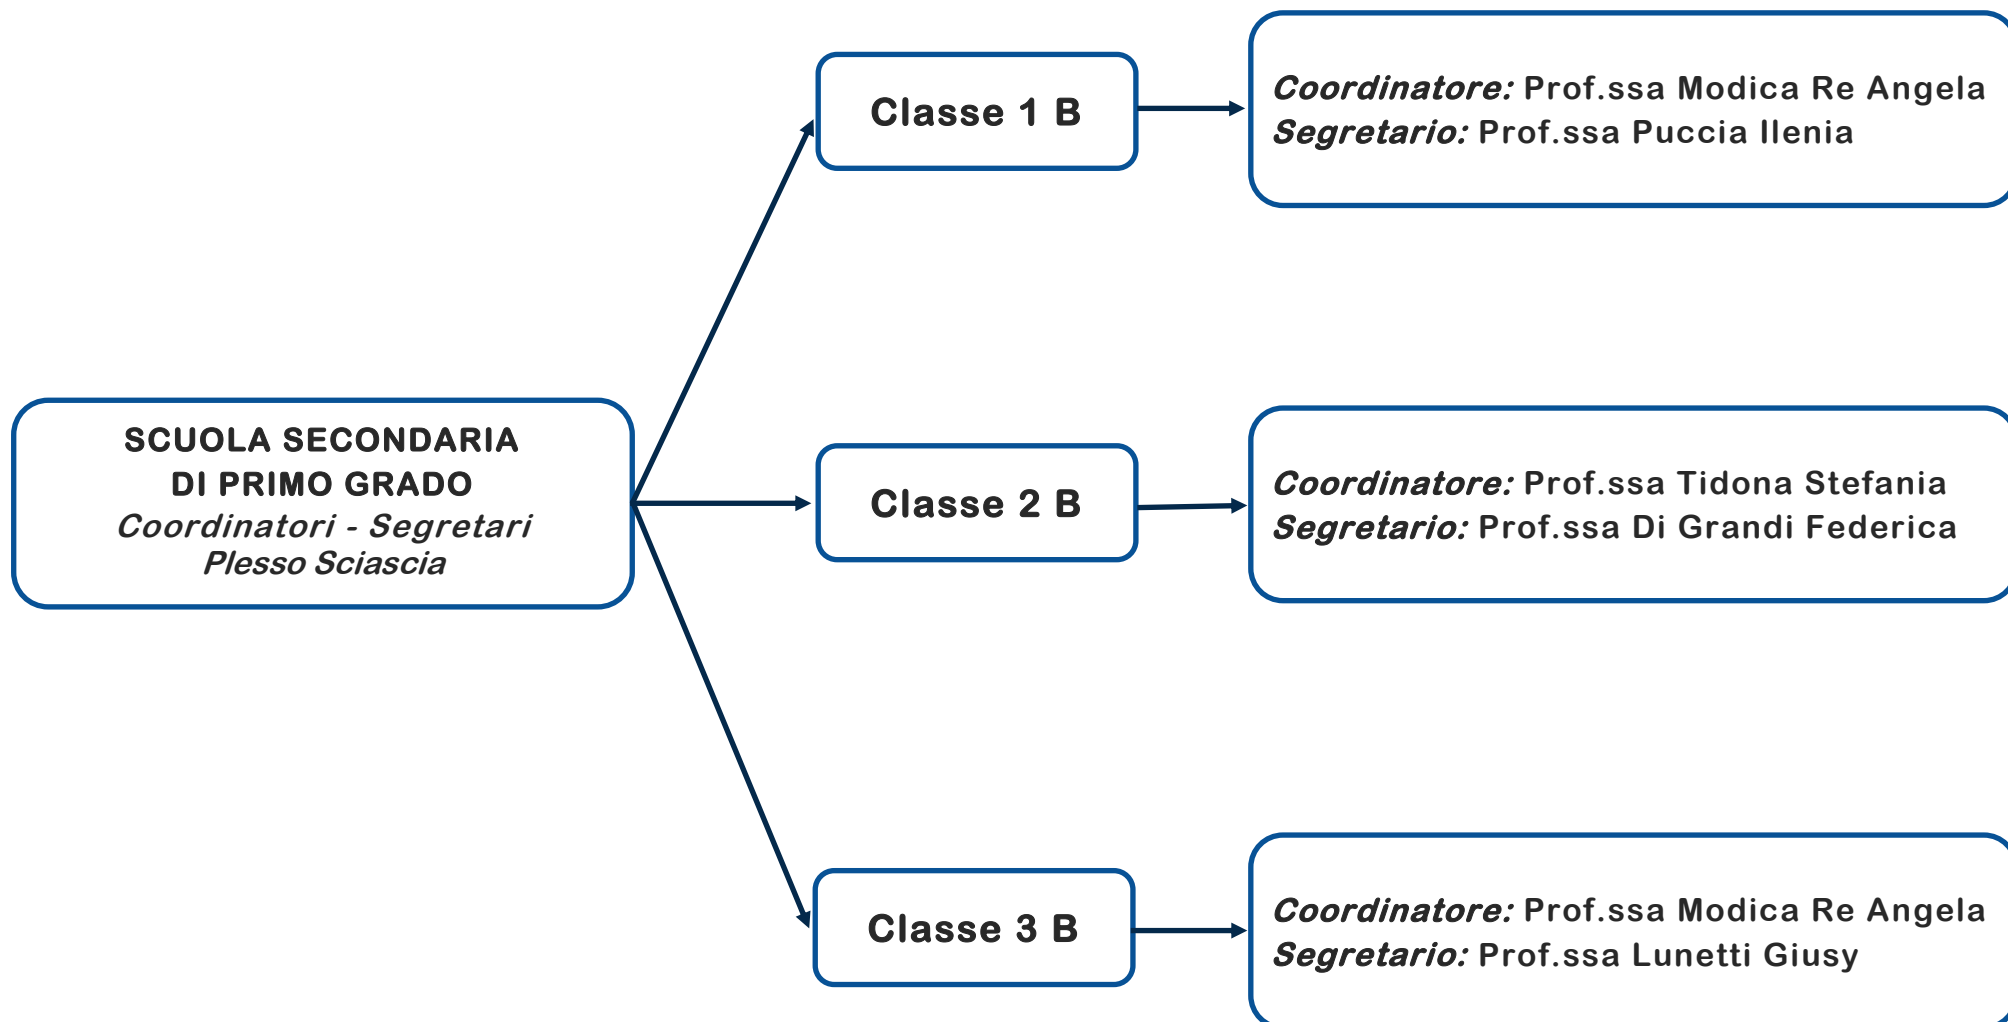 SCUOLA SECONDARIA
DI PRIMO GRADO
Coordinatori - Segretari
Plesso Sciascia
Classe 1 B
Coordinatore: Prof.ssa Modica Re Angela
Segretario: Prof.ssa Puccia Ilenia
Classe 2 B
Coordinatore: Prof.ssa Tidona Stefania
Segretario: Prof.ssa Di Grandi Federica
Classe 3 B
Coordinatore: Prof.ssa Modica Re Angela
Segretario: Prof.ssa Lunetti Giusy